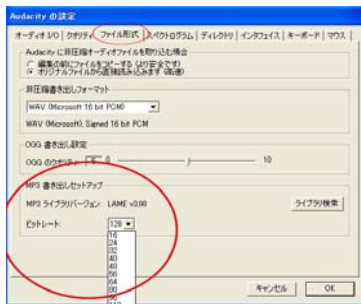 Audacity の設定
オーディオ I/O クオリティ ファイル形式 スペクトログラム ディレクトリ インタフェイス キーボード マウス
Audacity に非圧縮オーディオファイルを取り込む場合
編集の前にファイルをコピーする (より安全です)
オリジナルファイルから直接読み込みます (高速)
非圧縮書き出しフォーマット
WAV (Microsoft 16 bit PCM)
WAV (Microsoft), Signed 16 bit PCM
OGG 書き出し設定
OGG のクオリティ: 0 10
MP3 書き出しセットアップ
MP3 ライブラリバージョン: LAME v3.98 ライブラリ検索
ビットレート: 128
16
24
32
40
48
56
64
80
96
キャンセル OK